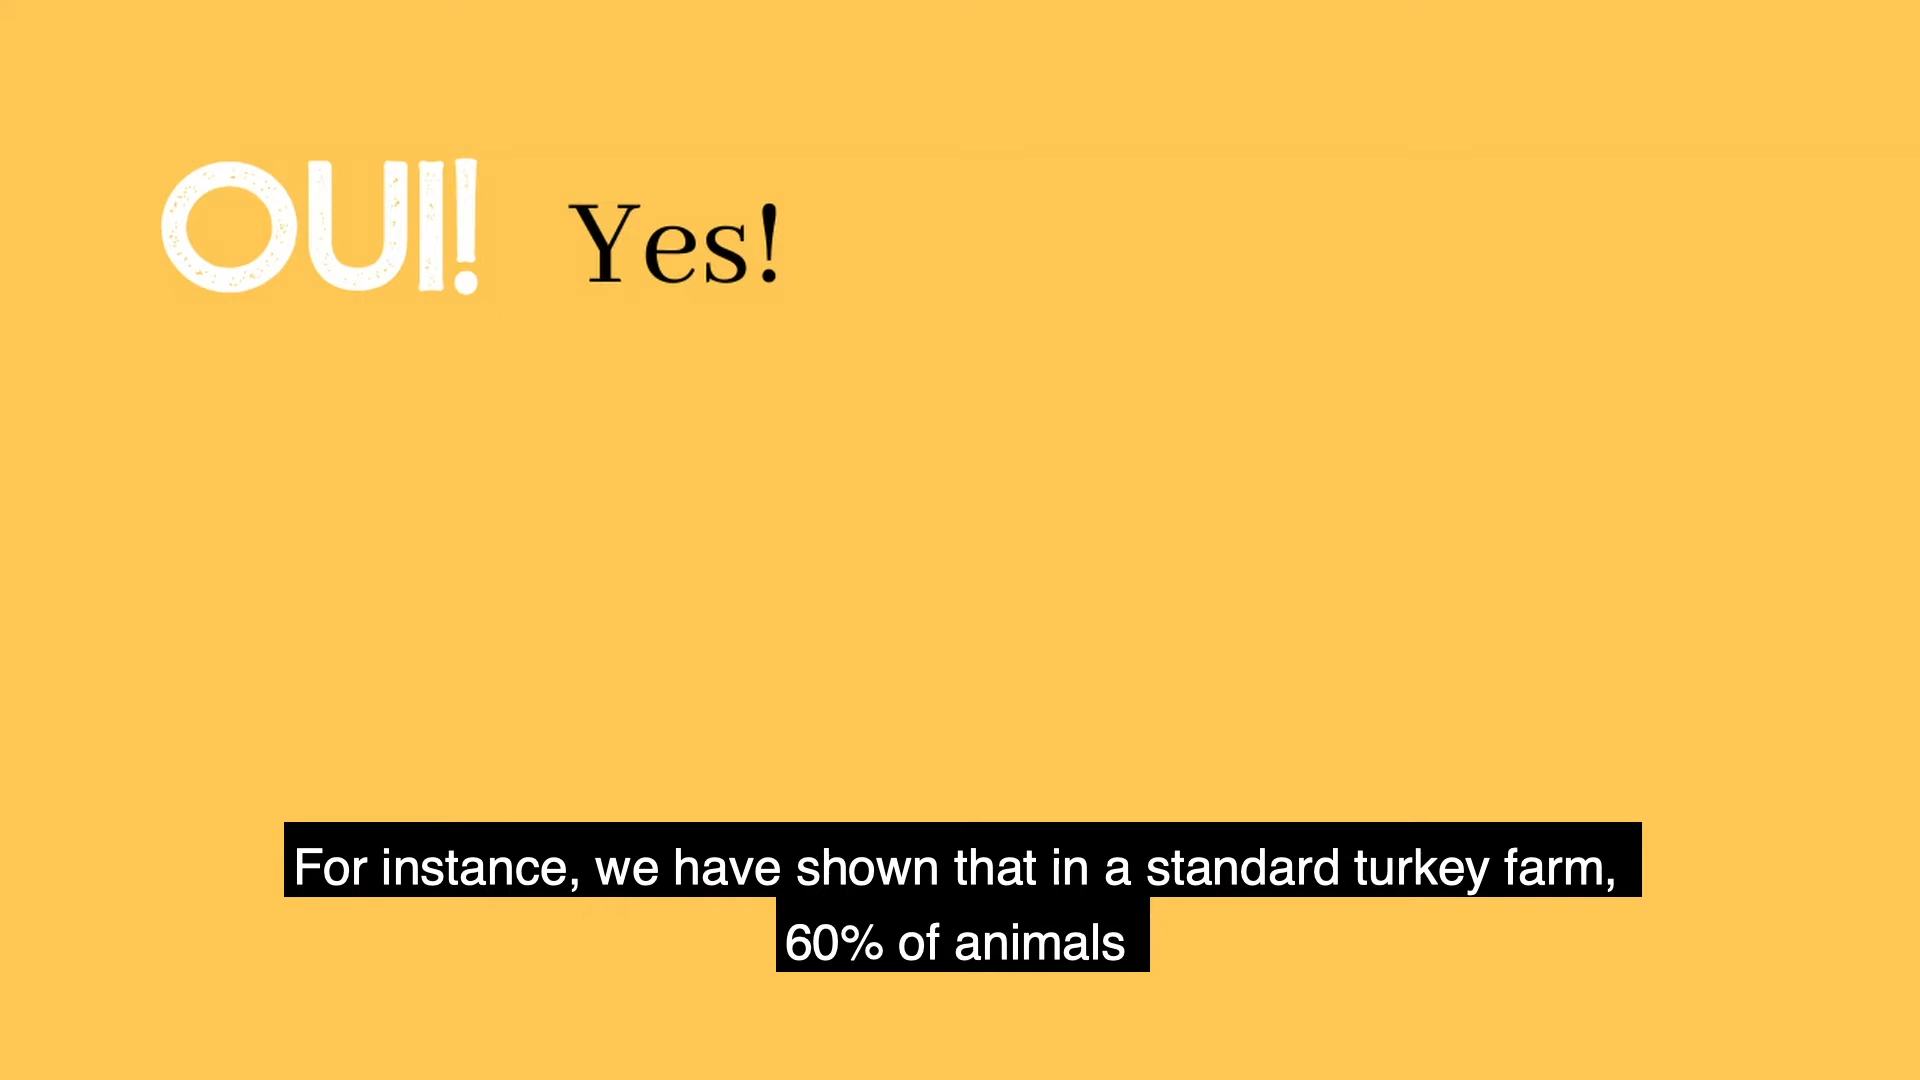 OUI! Yes!
For instance, we have shown that in a standard turkey farm,
60% of animals